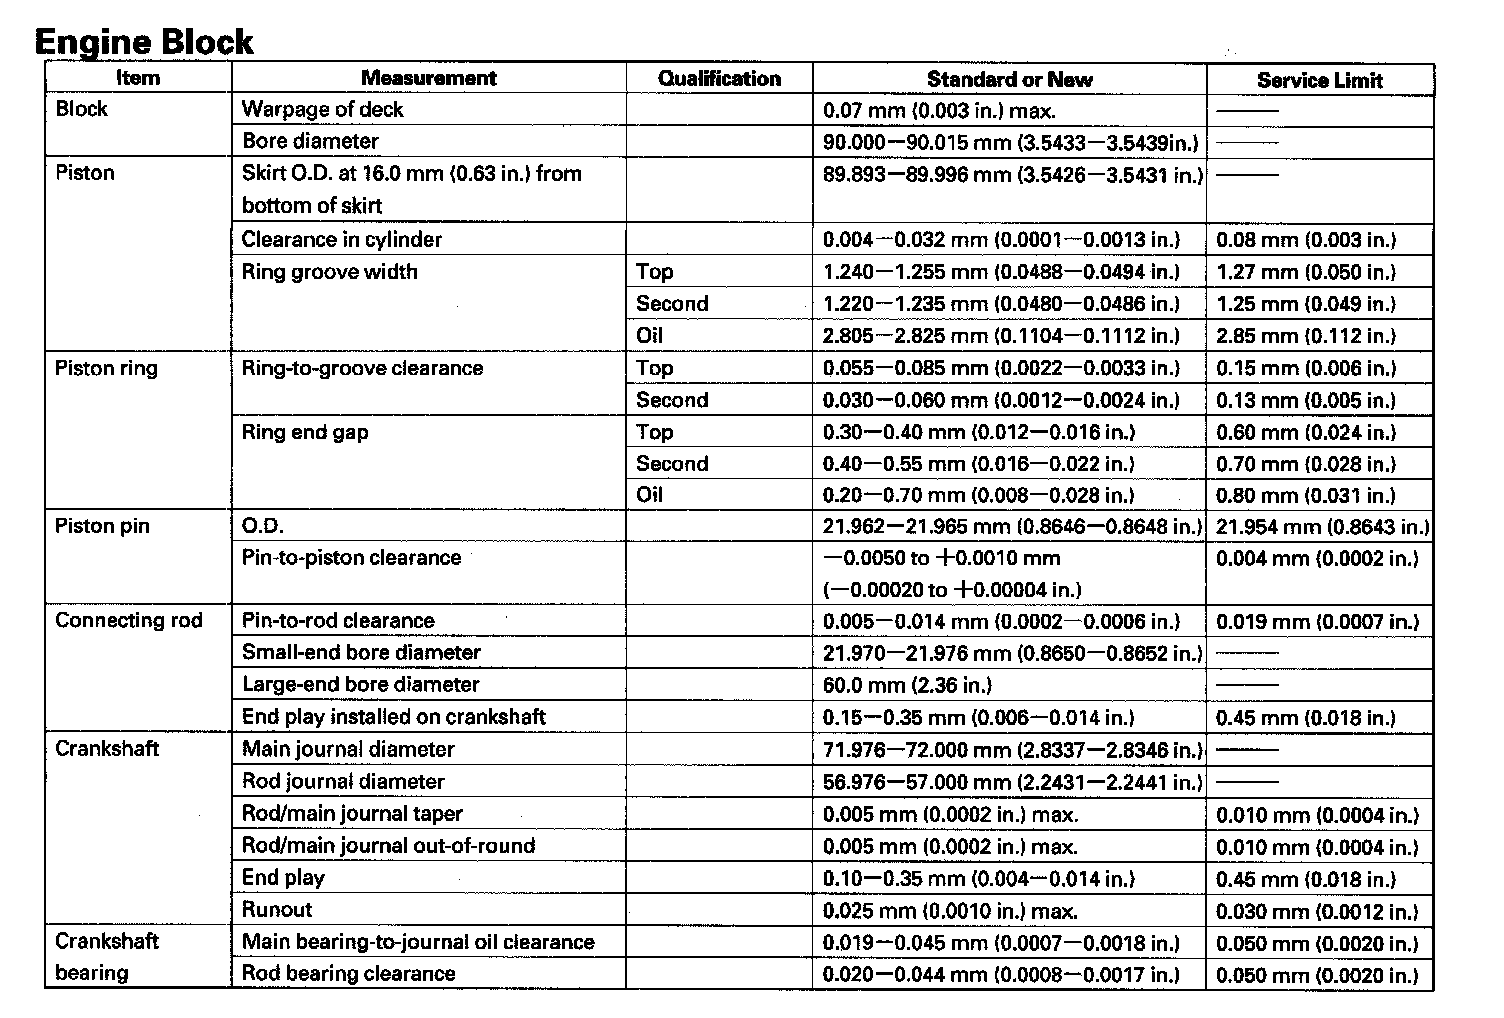 Engine Block
Item Measurement Qualification Standard or New Service Limit
Block Warpage of deck 0.07 mm (0.003 in.) max. ——
Bore diameter 90.000—90.015 mm (3.5433—3.5439in.) ——
Piston Skirt O.D. at 16.0 mm (0.63 in.) from 89.893—89.996 mm (3.5426—3.5431 in.) ——
bottom of skirt
Clearance in cylinder 0.004—0.032 mm (0.0001—0.0013 in.) 0.08 mm (0.003 in.)
Ring groove width Top 1.240—1.255 mm (0.0488—0.0494 in.) 1.27 mm (0.050 in.)
Second 1.220—1.235 mm (0.0480—0.0486 in.) 1.25 mm (0.049 in.)
Oil 2.805—2.825 mm (0.1104—0.1112 in.) 2.85 mm (0.112 in.)
Piston ring Ring-to-groove clearance Top 0.055—0.085 mm (0.0022—0.0033 in.) 0.15 mm (0.006 in.)
Second 0.030—0.060 mm (0.0012—0.0024 in.) 0.13 mm (0.005 in.)
Ring end gap Top 0.30—0.40 mm (0.012—0.016 in.) 0.60 mm (0.024 in.)
Second 0.40—0.55 mm (0.016—0.022 in.) 0.70 mm (0.028 in.)
Oil 0.20—0.70 mm (0.008—0.028 in.) 0.80 mm (0.031 in.)
Piston pin O.D. 21.962—21.965 mm (0.8646—0.8648 in.) 21.954 mm (0.8643 in.)
Pin-to-piston clearance —0.0050 to +0.0010 mm 0.004 mm (0.0002 in.)
(—0.00020 to +0.00004 in.)
Connecting rod Pin-to-rod clearance 0.005—0.014 mm (0.0002—0.0006 in.) 0.019 mm (0.0007 in.)
Small-end bore diameter 21.970—21.976 mm (0.8650—0.8652 in.) ——
Large-end bore diameter 60.0 mm (2.36 in.) ——
End play installed on crankshaft 0.15—0.35 mm (0.006—0.014 in.) 0.45 mm (0.018 in.)
Crankshaft Main journal diameter 71.976—72.000 mm (2.8337—2.8346 in.) ——
Rod journal diameter 56.976—57.000 mm (2.2431—2.2441 in.) ——
Rod/main journal taper 0.005 mm (0.0002 in.) max. 0.010 mm (0.0004 in.)
Rod/main journal out-of-round 0.005 mm (0.0002 in.) max. 0.010 mm (0.0004 in.)
End play 0.10—0.35 mm (0.004—0.014 in.) 0.45 mm (0.018 in.)
Runout 0.025 mm (0.0010 in.) max. 0.030 mm (0.0012 in.)
Crankshaft Main bearing-to-journal oil clearance 0.019—0.045 mm (0.0007—0.0018 in.) 0.050 mm (0.0020 in.)
bearing Rod bearing clearance 0.020—0.044 mm (0.0008—0.0017 in.) 0.050 mm (0.0020 in.)